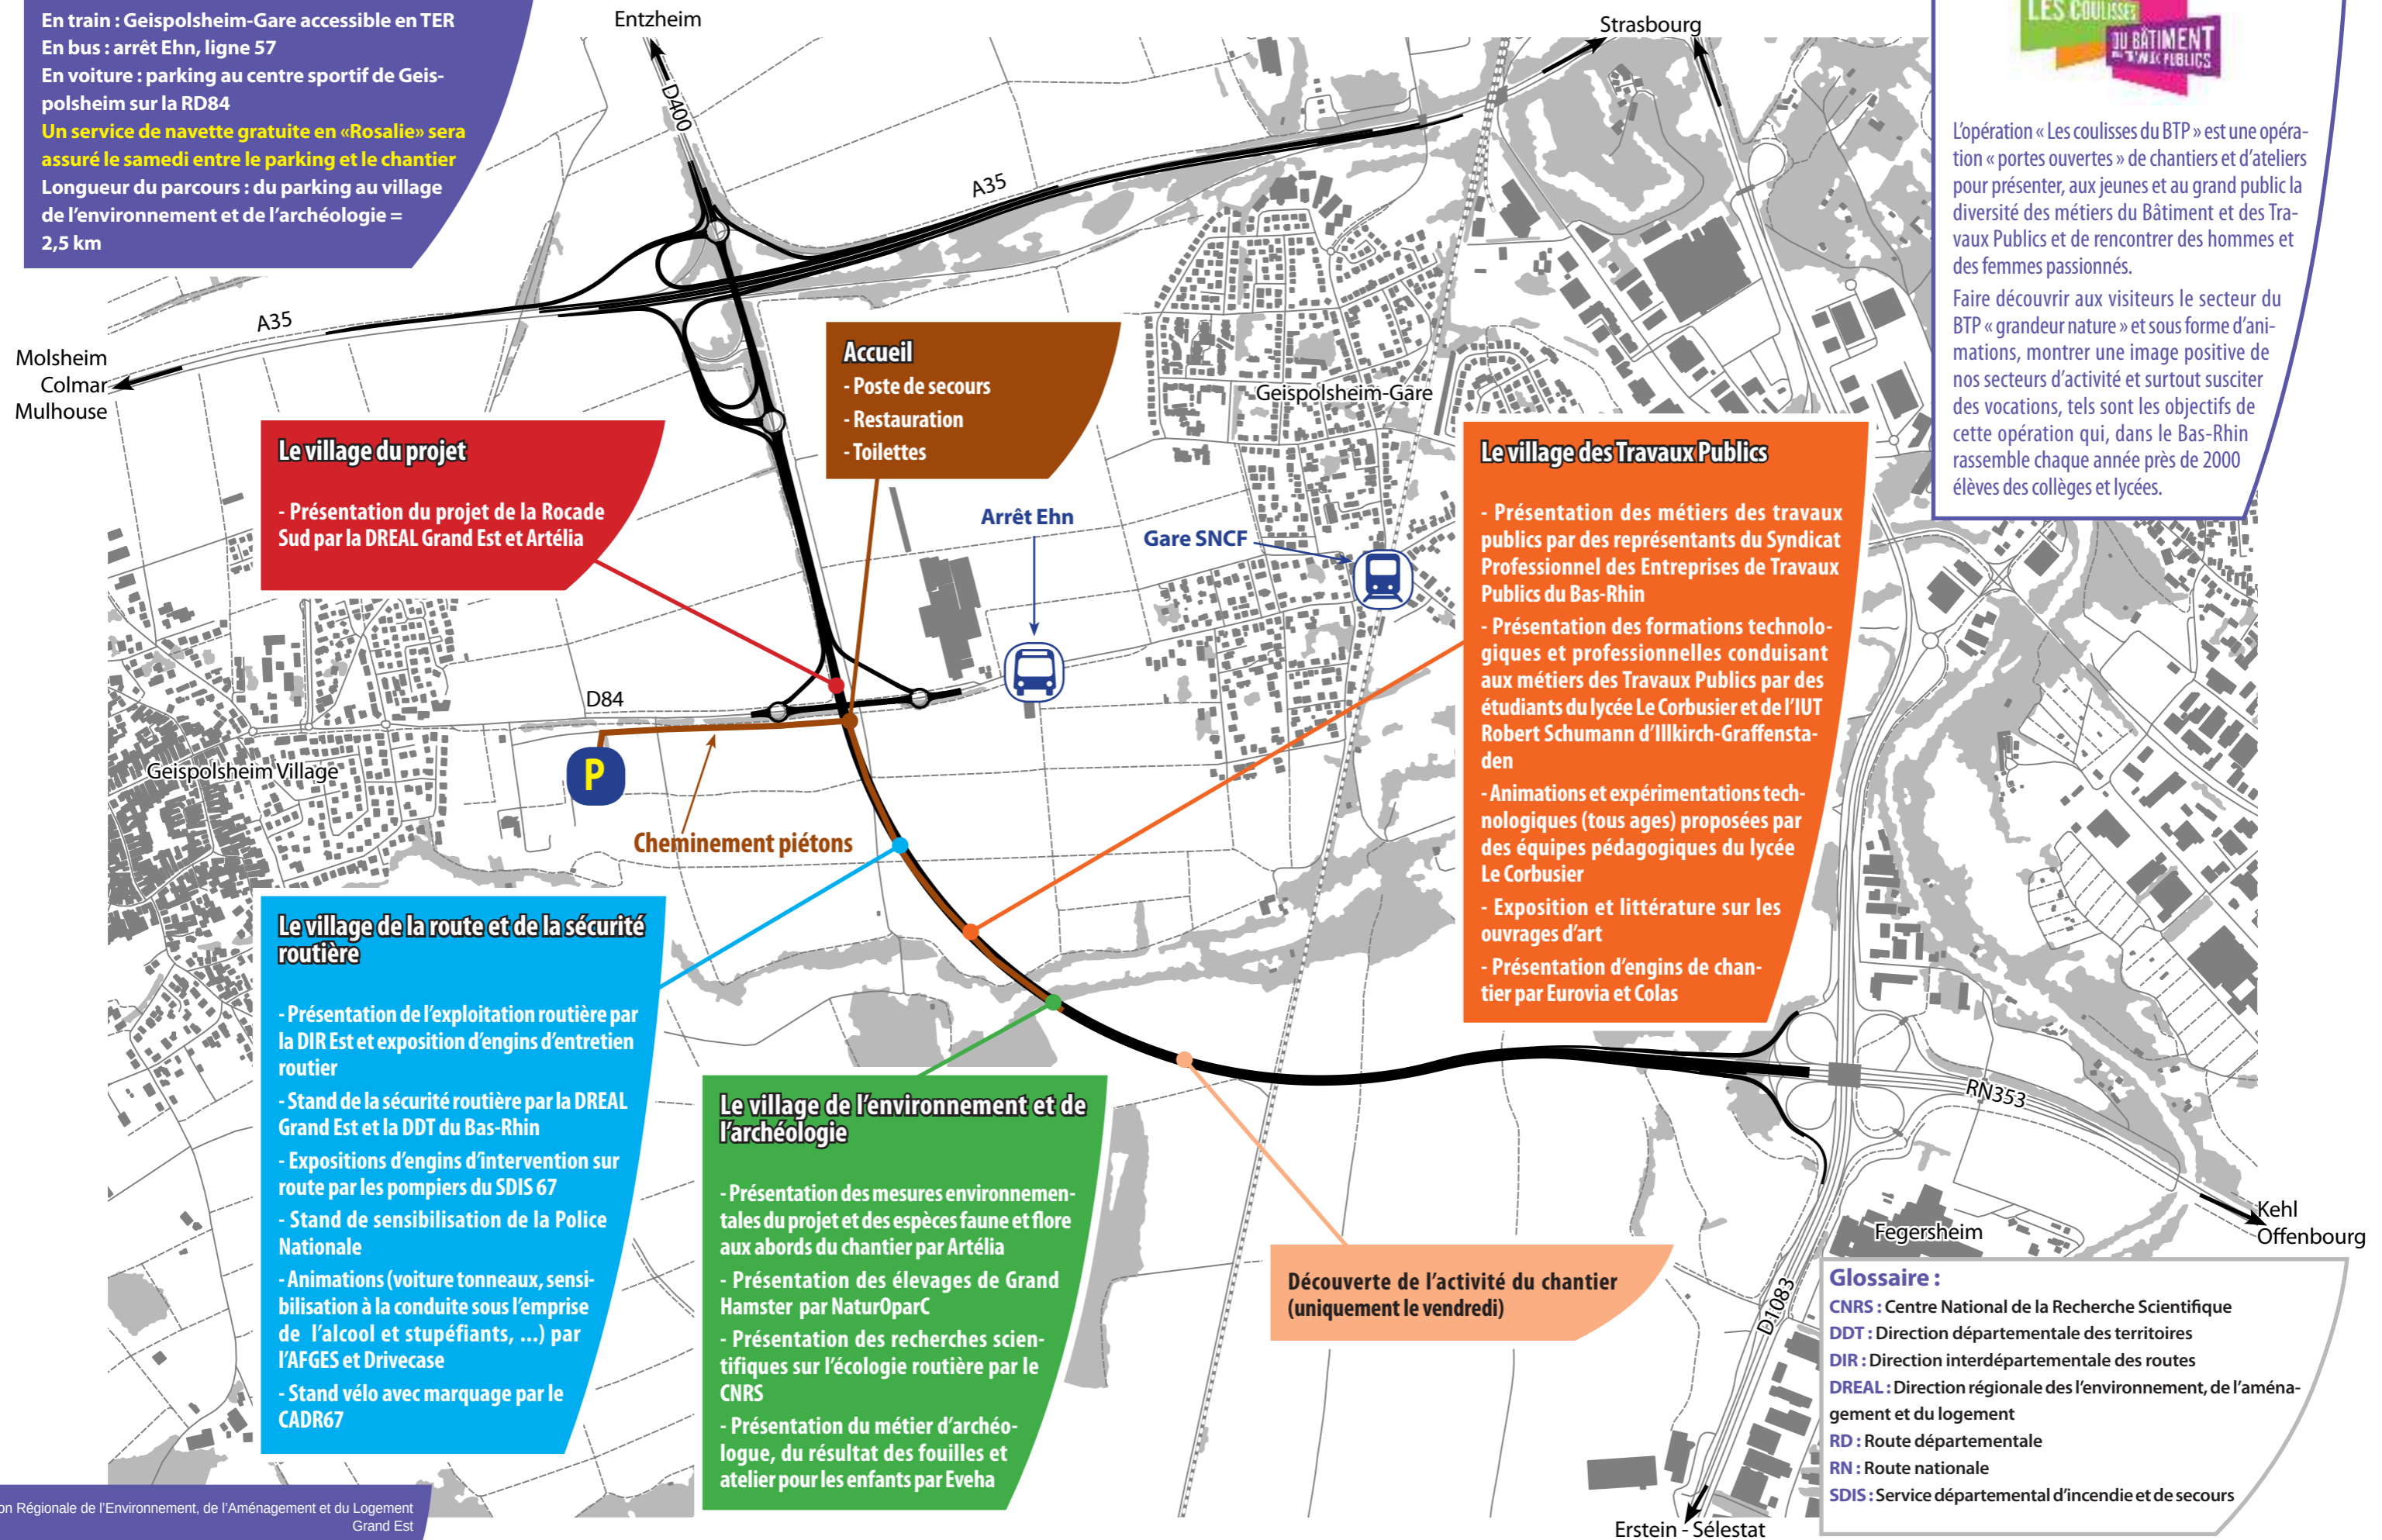 En train : Geispolsheim-Gare accessible en TER
En bus : arrêt Ehn, ligne 57
En voiture : parking au centre sportif de Geis-
polsheim sur la RD84
Un service de navette gratuite en «Rosalie» sera
assuré le samedi entre le parking et le chantier
Longueur du parcours : du parking au village
de l'environnement et de l'archéologie =
2,5 km
Entzheim
Strasbourg
D400
A35
A35
Molsheim
Colmar
Mulhouse
LES COULISSES
DU BÂTIMENT
PUBLICS
L'opération « Les coulisses du BTP » est une opéra-
tion « portes ouvertes » de chantiers et d'ateliers
pour présenter, aux jeunes et au grand public la
diversité des métiers du Bâtiment et des Tra-
vaux Publics et de rencontrer des hommes et
des femmes passionnés.
Faire découvrir aux visiteurs le secteur du
BTP « grandeur nature » et sous forme d'ani-
mations, montrer une image positive de
nos secteurs d'activité et surtout susciter
des vocations, tels sont les objectifs de
cette opération qui, dans le Bas-Rhin
rassemble chaque année près de 2000
élèves des collèges et lycées.
Accueil
- Poste de secours
- Restauration
- Toilettes
Geispolsheim-Gare
Le village du projet
- Présentation du projet de la Rocade
Sud par la DREAL Grand Est et Artélia
Arrêt Ehn
Gare SNCF
Le village des Travaux Publics
- Présentation des métiers des travaux
publics par des représentants du Syndicat
Professionnel des Entreprises de Travaux
Publics du Bas-Rhin
- Présentation des formations technolo-
giques et professionnelles conduisant
aux métiers des Travaux Publics par des
étudiants du lycée Le Corbusier et de l'IUT
Robert Schumann d'Illkirch-Graffensta-
den
- Animations et expérimentations tech-
nologiques (tous ages) proposées par
des équipes pédagogiques du lycée
Le Corbusier
- Exposition et littérature sur les
ouvrages d'art
- Présentation d'engins de chan-
tier par Eurovia et Colas
D84
Geispolsheim Village
P
Cheminement piétons
Le village de la route et de la sécurité
routière
- Présentation de l'exploitation routière par
la DIR Est et exposition d'engins d'entretien
routier
- Stand de la sécurité routière par la DREAL
Grand Est et la DDT du Bas-Rhin
- Expositions d'engins d'intervention sur
route par les pompiers du SDIS 67
- Stand de sensibilisation de la Police
Nationale
- Animations (voiture tonneaux, sensi-
bilisation à la conduite sous l'emprise
de l'alcool et stupéfiants, ...) par
l'AFGES et Drivecase
- Stand vélo avec marquage par le
CADR67
Le village de l'environnement et de
l'archéologie
- Présentation des mesures environnemen-
tales du projet et des espèces faune et flore
aux abords du chantier par Artélia
- Présentation des élevages de Grand
Hamster par NaturOparC
- Présentation des recherches scien-
tifiques sur l'écologie routière par le
CNRS
- Présentation du métier d'archéo-
logue, du résultat des fouilles et
atelier pour les enfants par Eveha
Découverte de l'activité du chantier
(uniquement le vendredi)
RN353
Kehl
Offenbourg
Fegersheim
D1083
Erstein - Sélestat
Glossaire :
CNRS : Centre National de la Recherche Scientifique
DDT : Direction départementale des territoires
DIR : Direction interdépartementale des routes
DREAL : Direction régionale des l'environnement, de l'aména-
gement et du logement
RD : Route départementale
RN : Route nationale
SDIS : Service départemental d'incendie et de secours
on Régionale de l'Environnement, de l'Aménagement et du Logement
Grand Est